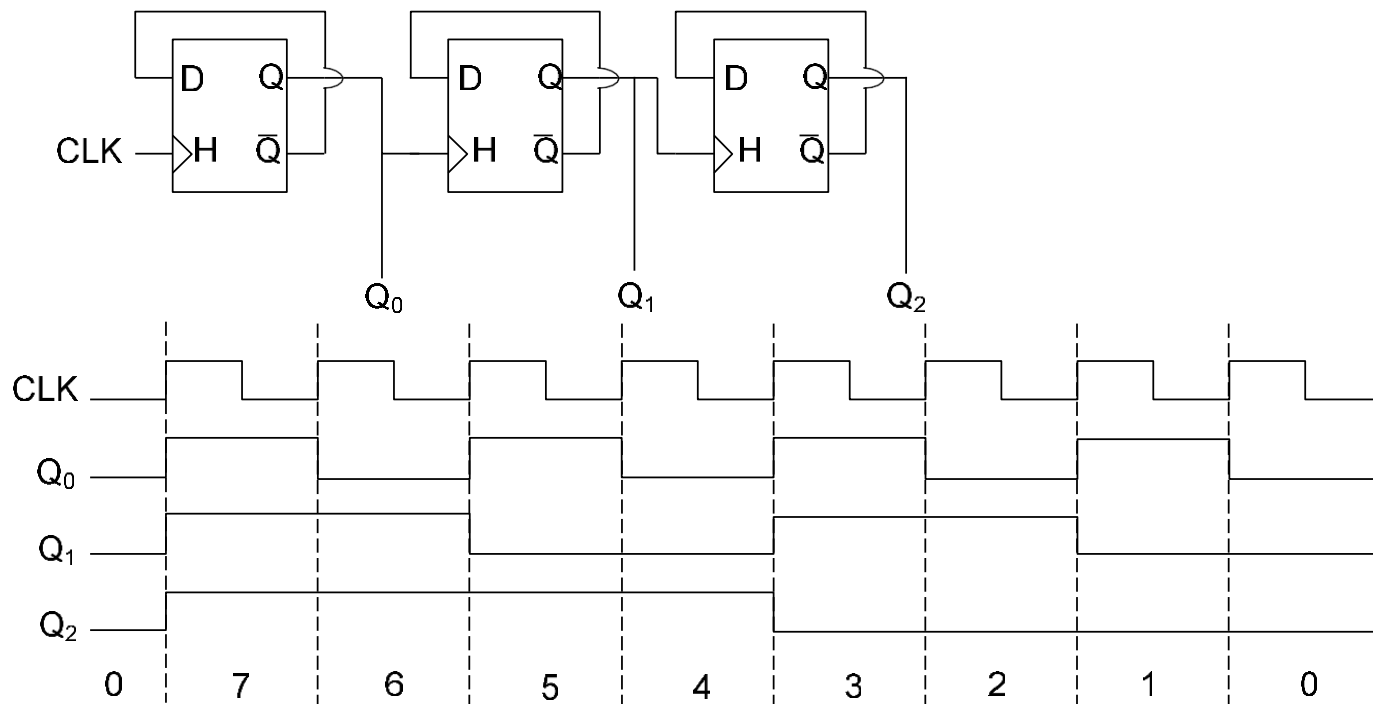 D Q D Q D Q
CLK H Q̅ H Q̅ H Q̅
Q₀ Q₁ Q₂
CLK
Q₀
Q₁
Q₂
0 7 6 5 4 3 2 1 0